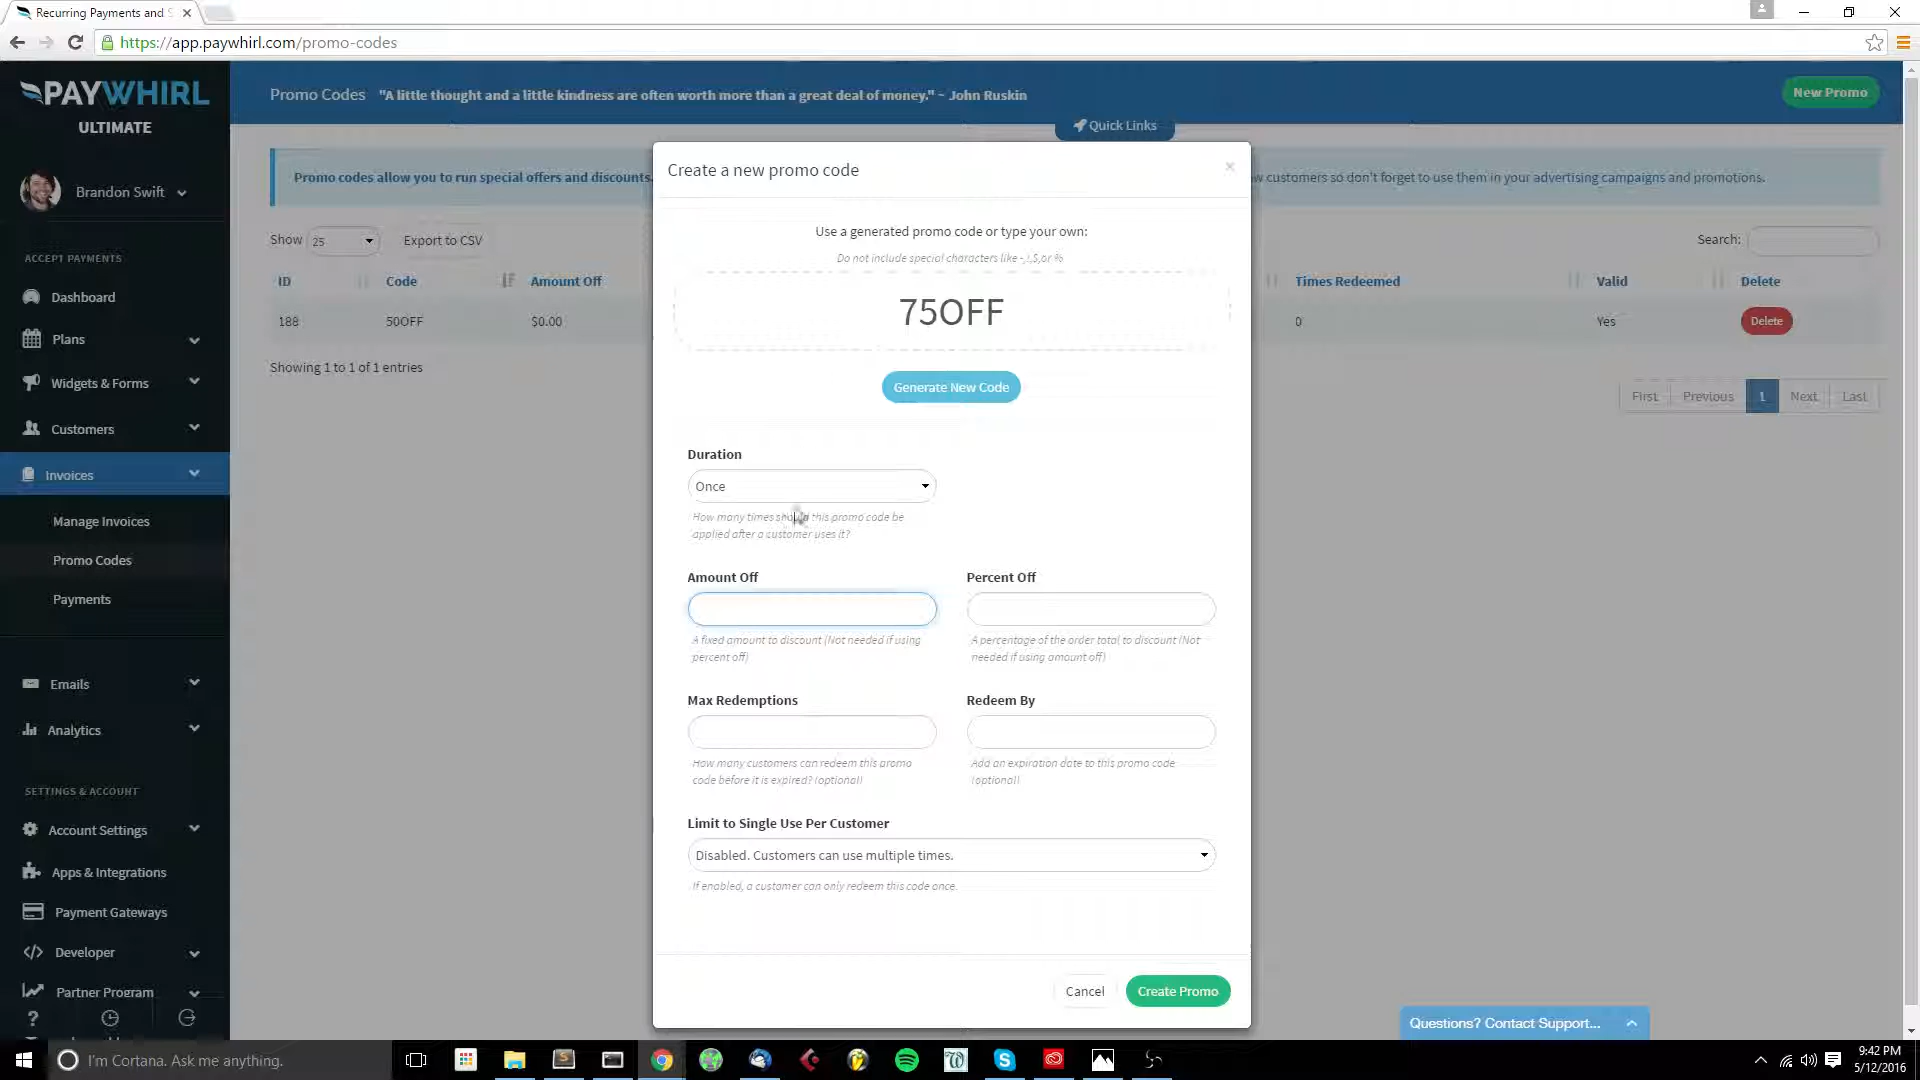 Recurring Payments and S
https://app.paywhirl.com/promo-codes
PAYWHIRL
ULTIMATE
Brandon Swift
ACCEPT PAYMENTS
Dashboard
Plans
Widgets & Forms
Customers
Invoices
Manage Invoices
Promo Codes
Payments
Emails
Analytics
SETTINGS & ACCOUNT
Account Settings
Apps & Integrations
Payment Gateways
Developer
Partner Program
Promo Codes "A little thought and a little kindness are often worth more than a great deal of money." ~ John Ruskin
New Promo
Quick Links
Promo codes allow you to run special offers and discounts.
w customers so don't forget to use them in your advertising campaigns and promotions.
Show 25 Export to CSV
Search:
ID Code Amount Off Times Redeemed Valid Delete
188 50OFF $0.00 0 Yes Delete
Showing 1 to 1 of 1 entries
First Previous 1 Next Last
Create a new promo code
×
Use a generated promo code or type your own:
Do not include special characters like -,!,$,or %
75OFF
Generate New Code
Duration
Once
How many times should this promo code be
applied after a customer uses it?
Amount Off
A fixed amount to discount (Not needed if using
percent off)
Percent Off
A percentage of the order total to discount (Not
needed if using amount off)
Max Redemptions
How many customers can redeem this promo
code before it is expired? (optional)
Redeem By
Add an expiration date to this promo code
(optional)
Limit to Single Use Per Customer
Disabled. Customers can use multiple times.
If enabled, a customer can only redeem this code once.
Cancel
Create Promo
Questions? Contact Support...
I'm Cortana. Ask me anything.
9:42 PM
5/12/2016